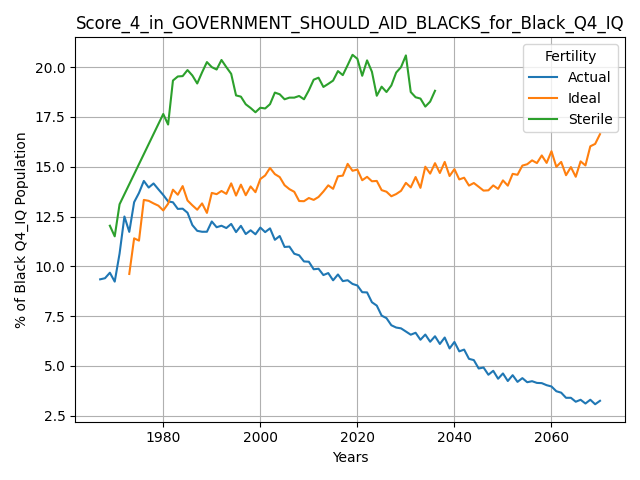 Score_4_in_GOVERNMENT_SHOULD_AID_BLACKS_for_Black_Q4_IQ
% of Black Q4_IQ Population
20.0
17.5
15.0
12.5
10.0
7.5
5.0
2.5
Fertility
Actual
Ideal
Sterile
1980 2000 2020 2040 2060
Years